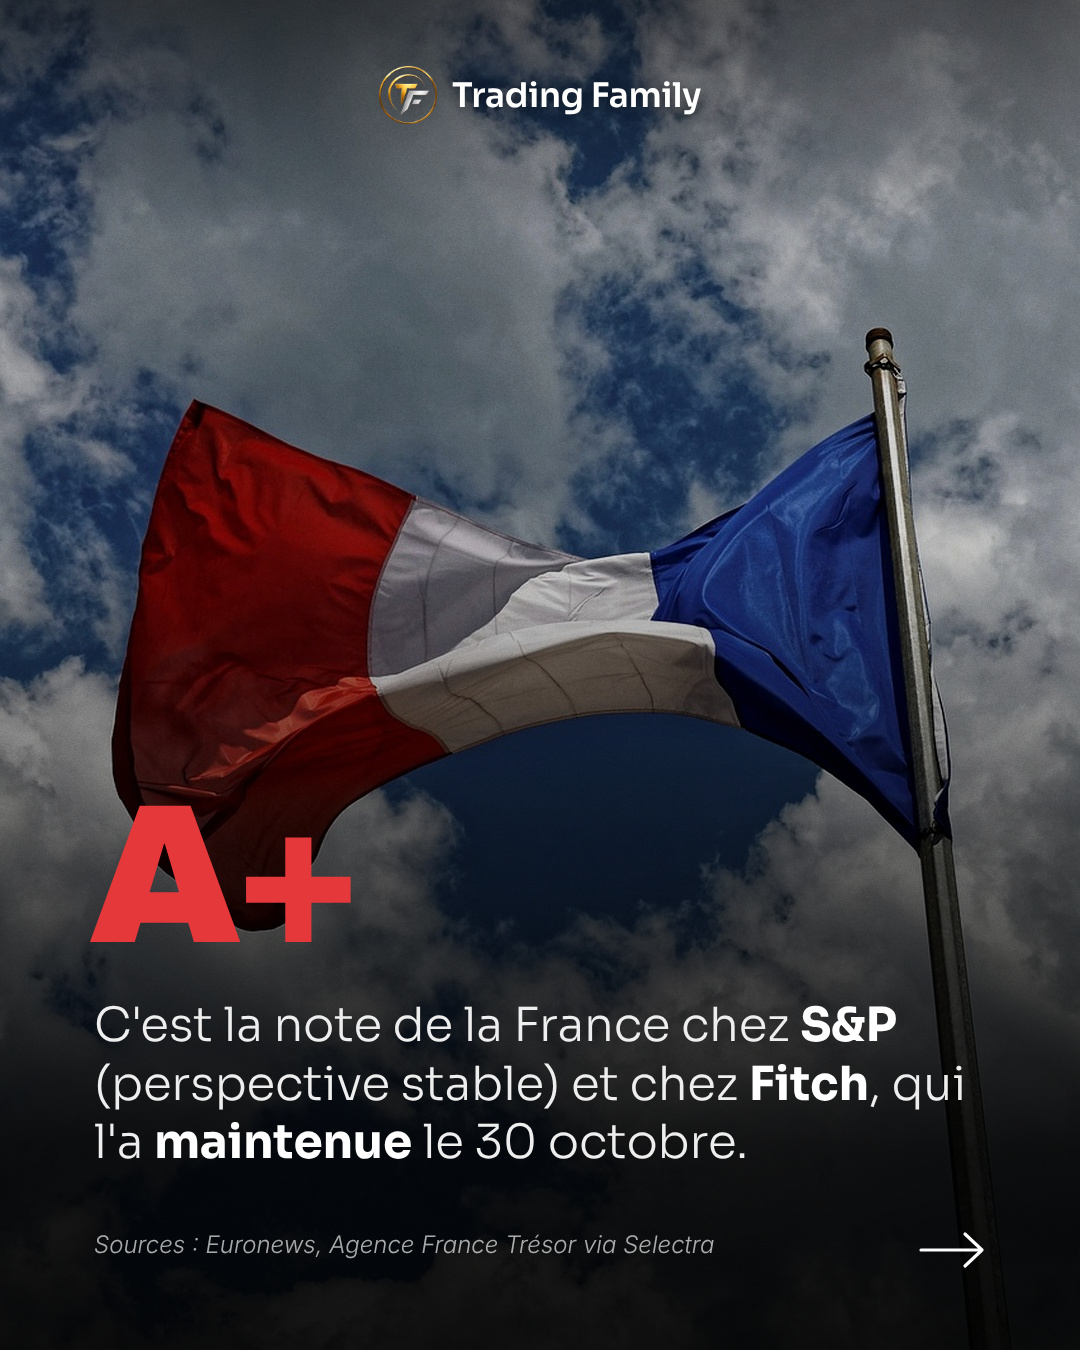 Trading Family
A+
C'est la note de la France chez S&P
(perspective stable) et chez Fitch, qui
l'a maintenue le 30 octobre.
Sources : Euronews, Agence France Trésor via Selectra